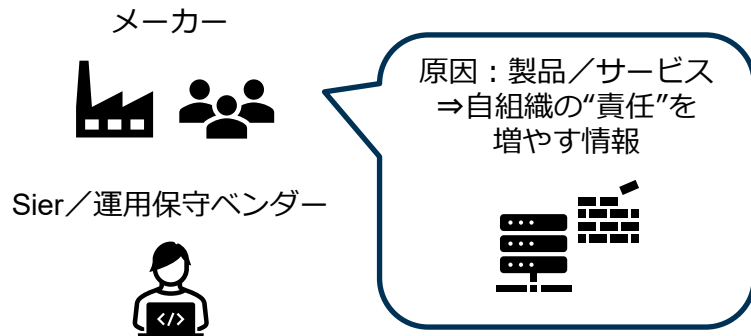 メーカー
原因：製品／サービス
⇒自組織の“責任”を
増やす情報
Sier／運用保守ベンダー
</>